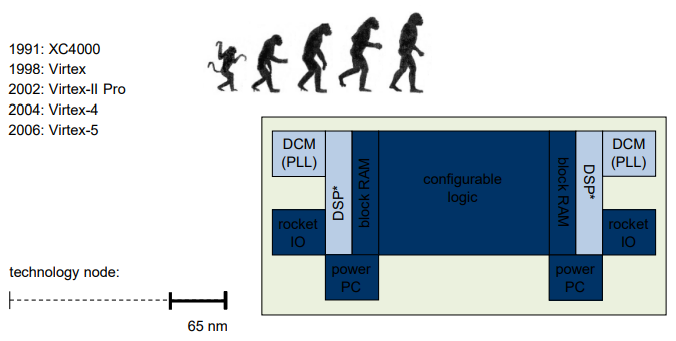 1991: XC4000
1998: Virtex
2002: Virtex-II Pro
2004: Virtex-4
2006: Virtex-5
DCM
(PLL)
DSP*
block RAM
configurable
logic
block RAM
DSP*
DCM
(PLL)
rocket
IO
rocket
IO
power
PC
power
PC
technology node:
65 nm